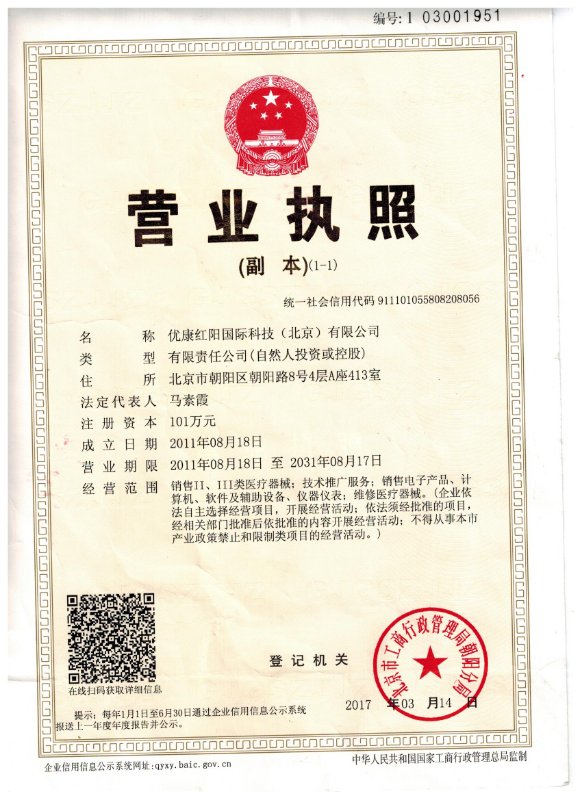 编号: 1 03001951
营业执照
(副 本)(1-1)
统一社会信用代码 911101055808208056
名 称 优康红阳国际科技（北京）有限公司
类 型 有限责任公司(自然人投资或控股)
住 所 北京市朝阳区朝阳路8号4层A座413室
法定代表人 马素霞
注册资本 101万元
成立日期 2011年08月18日
营业期限 2011年08月18日 至 2031年08月17日
经营范围 销售II、III类医疗器械；技术推广服务；销售电子产品、计
算机、软件及辅助设备、仪器仪表；维修医疗器械。(企业依
法自主选择经营项目，开展经营活动；依法须经批准的项目，
经相关部门批准后依批准的内容开展经营活动；不得从事本市
产业政策禁止和限制类项目的经营活动。)
在线扫码获取详细信息
登记机关
北京市工商行政管理局朝阳分局
2017 年03 月14 日
提示：每年1月1日至6月30日通过企业信用信息公示系统
报送上一年度年度报告并公示。
企业信用信息公示系统网址:qyxy.baic.gov.cn
中华人民共和国国家工商行政管理总局监制